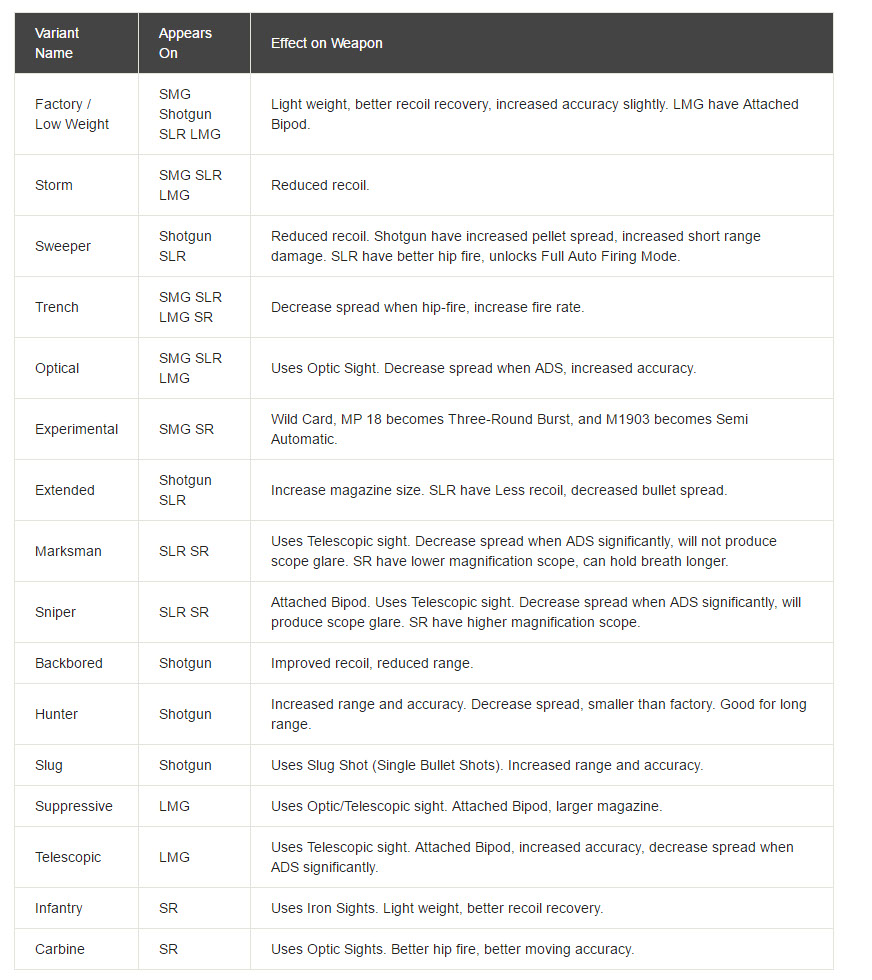 Variant Name
Appears On
Effect on Weapon
Factory / Low Weight
SMG Shotgun SLR LMG
Light weight, better recoil recovery, increased accuracy slightly. LMG have Attached Bipod.
Storm
SMG SLR LMG
Reduced recoil.
Sweeper
Shotgun SLR
Reduced recoil. Shotgun have increased pellet spread, increased short range damage. SLR have better hip fire, unlocks Full Auto Firing Mode.
Trench
SMG SLR LMG SR
Decrease spread when hip-fire, increase fire rate.
Optical
SMG SLR LMG
Uses Optic Sight. Decrease spread when ADS, increased accuracy.
Experimental
SMG SR
Wild Card, MP 18 becomes Three-Round Burst, and M1903 becomes Semi Automatic.
Extended
Shotgun SLR
Increase magazine size. SLR have Less recoil, decreased bullet spread.
Marksman
SLR SR
Uses Telescopic sight. Decrease spread when ADS significantly, will not produce scope glare. SR have lower magnification scope, can hold breath longer.
Sniper
SLR SR
Attached Bipod. Uses Telescopic sight. Decrease spread when ADS significantly, will produce scope glare. SR have higher magnification scope.
Backbored
Shotgun
Improved recoil, reduced range.
Hunter
Shotgun
Increased range and accuracy. Decrease spread, smaller than factory. Good for long range.
Slug
Shotgun
Uses Slug Shot (Single Bullet Shots). Increased range and accuracy.
Suppressive
LMG
Uses Optic/Telescopic sight. Attached Bipod, larger magazine.
Telescopic
LMG
Uses Telescopic sight. Attached Bipod, increased accuracy, decrease spread when ADS significantly.
Infantry
SR
Uses Iron Sights. Light weight, better recoil recovery.
Carbine
SR
Uses Optic Sights. Better hip fire, better moving accuracy.